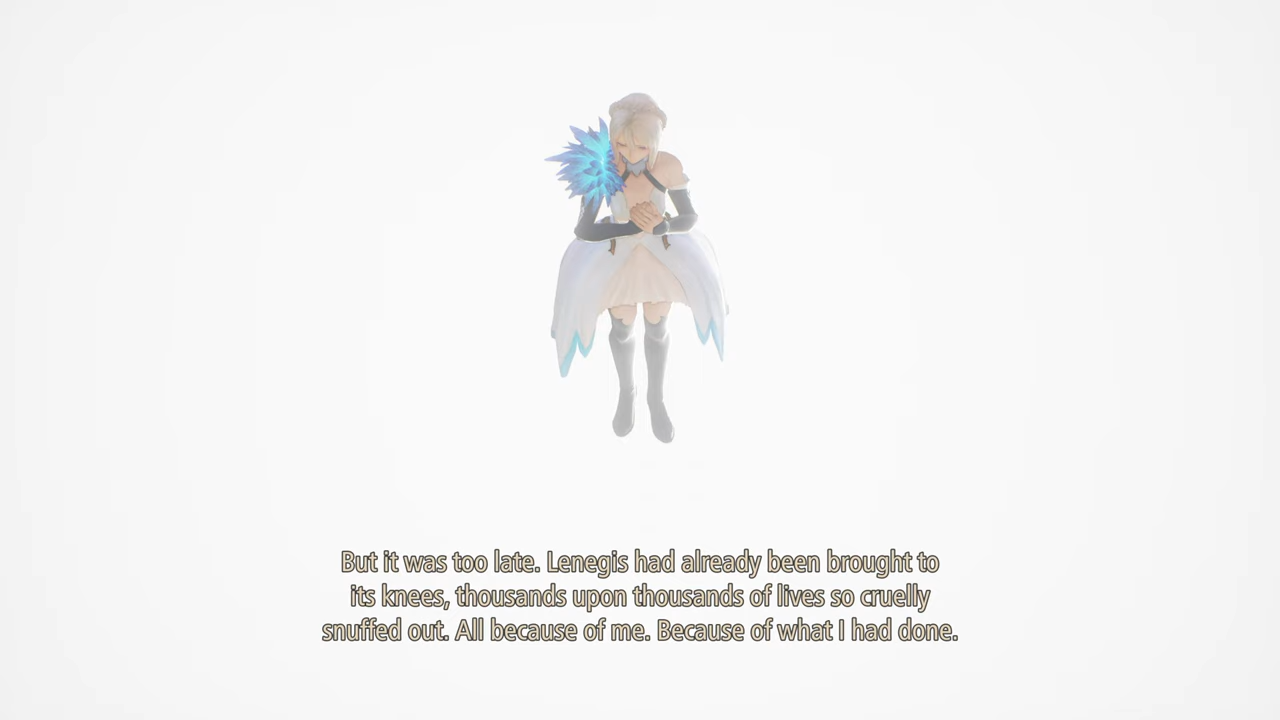 But it was too late. Lenegis had already been brought to
its knees, thousands upon thousands of lives so cruelly
snuffed out. All because of me. Because of what I had done.